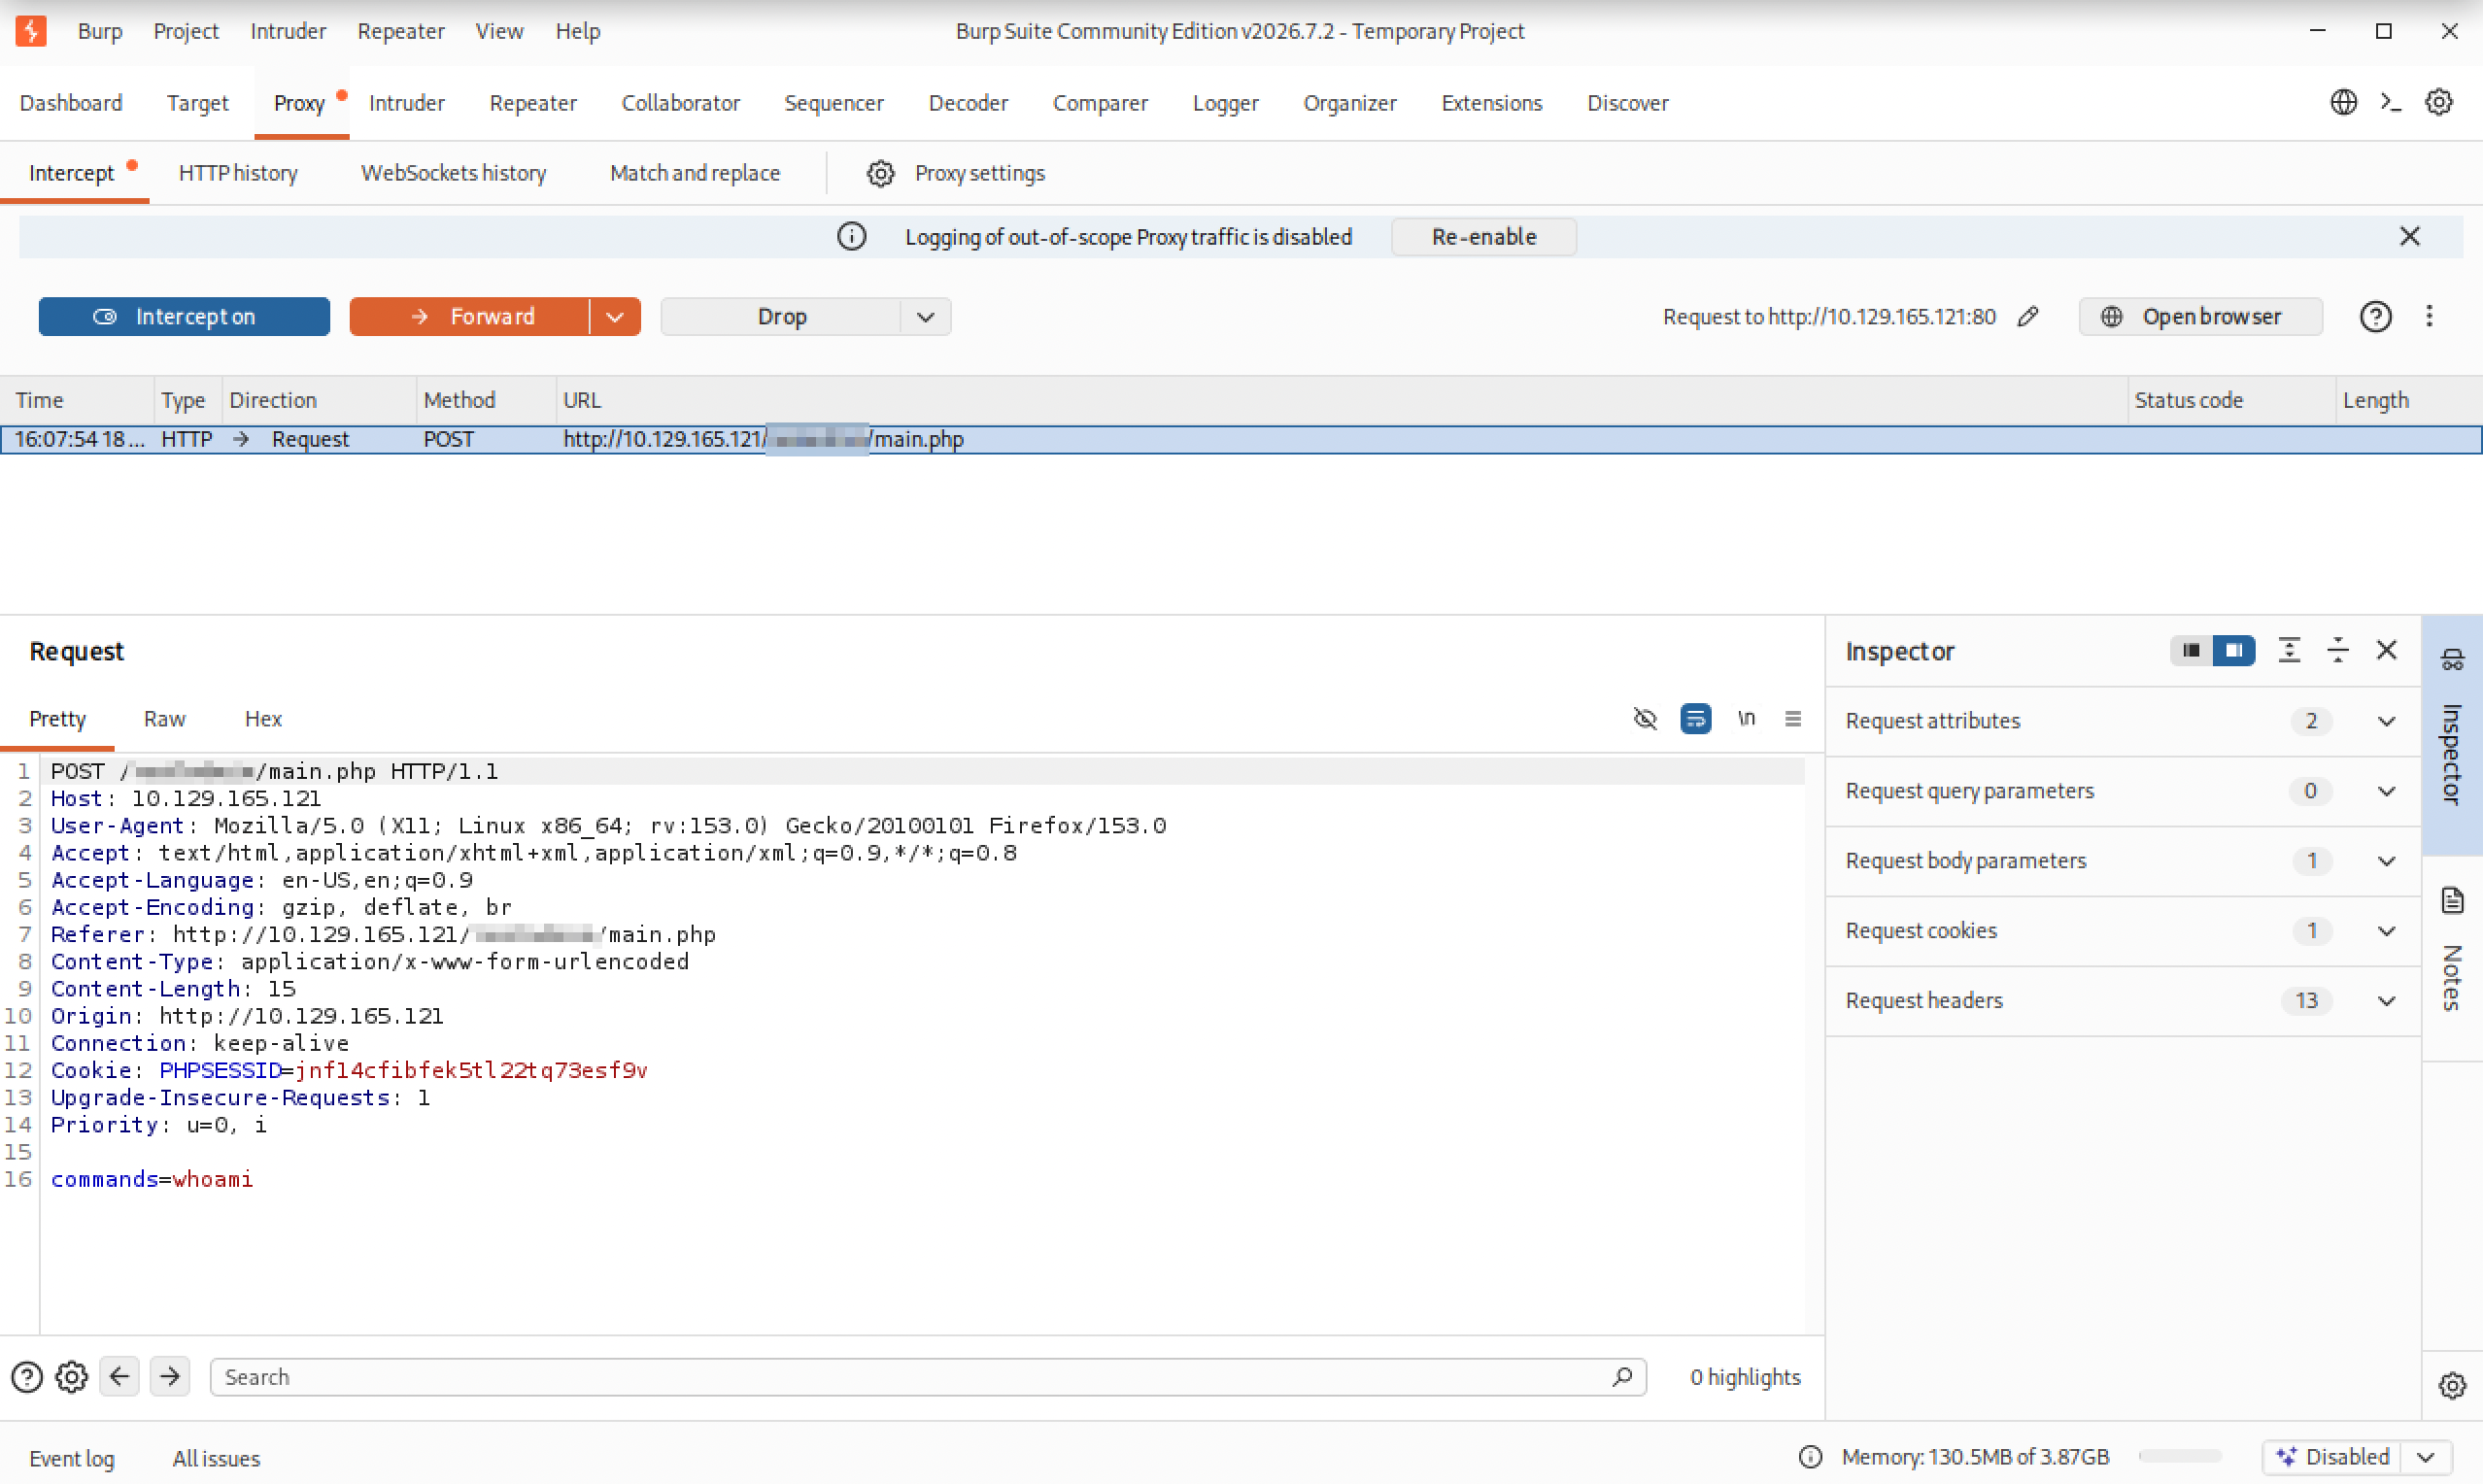 Burp Project Intruder Repeater View Help Burp Suite Community Edition v2026.7.2 - Temporary Project
Dashboard Target Proxy Intruder Repeater Collaborator Sequencer Decoder Comparer Logger Organizer Extensions Discover
Intercept HTTP history WebSockets history Match and replace Proxy settings
Logging of out-of-scope Proxy traffic is disabled Re-enable
Intercept on Forward Drop Request to http://10.129.165.121:80 Open browser
Time Type Direction Method URL Status code Length
16:07:54 18 ... HTTP → Request POST http://10.129.165.121/ /main.php
Request
Pretty Raw Hex \n
1 POST / /main.php HTTP/1.1
2 Host: 10.129.165.121
3 User-Agent: Mozilla/5.0 (X11; Linux x86_64; rv:153.0) Gecko/20100101 Firefox/153.0
4 Accept: text/html,application/xhtml+xml,application/xml;q=0.9,*/*;q=0.8
5 Accept-Language: en-US,en;q=0.9
6 Accept-Encoding: gzip, deflate, br
7 Referer: http://10.129.165.121/ /main.php
8 Content-Type: application/x-www-form-urlencoded
9 Content-Length: 15
10 Origin: http://10.129.165.121
11 Connection: keep-alive
12 Cookie: PHPSESSID=jnfl4cfibfek5tl22tq73esf9v
13 Upgrade-Insecure-Requests: 1
14 Priority: u=0, i
15
16 commands=whoami
Search 0 highlights
Inspector
Request attributes 2
Request query parameters 0
Request body parameters 1
Request cookies 1
Request headers 13
Inspector
Notes
Event log All issues Memory: 130.5MB of 3.87GB Disabled